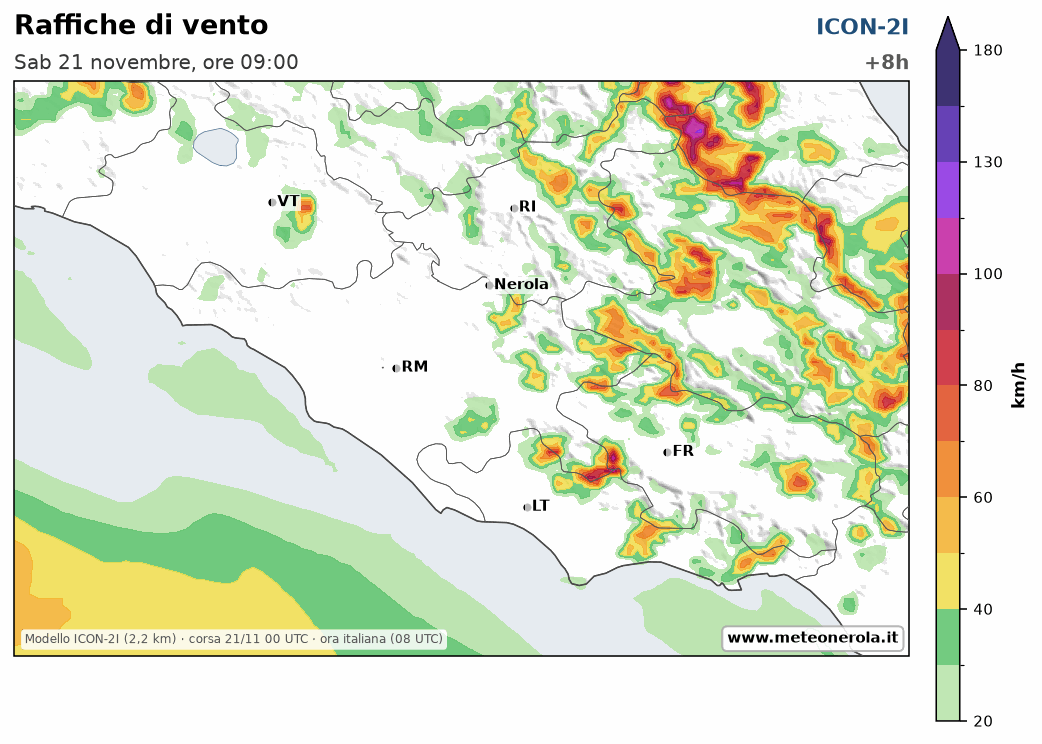 Raffiche di vento
ICON-2I
Sab 21 novembre, ore 09:00
+8h
180
130
100
80
60
40
20
km/h
VT
RI
Nerola
RM
FR
LT
Modello ICON-2I (2,2 km) · corsa 21/11 00 UTC · ora italiana (08 UTC)
www.meteonerola.it